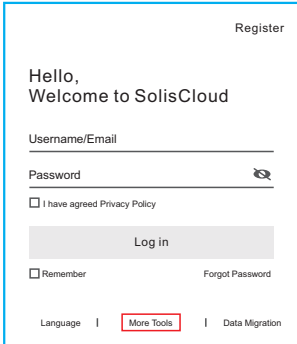 Register
Hello,
Welcome to SolisCloud
Username/Email
Password
I have agreed Privacy Policy
Log in
Remember Forgot Password
Language | More Tools | Data Migration